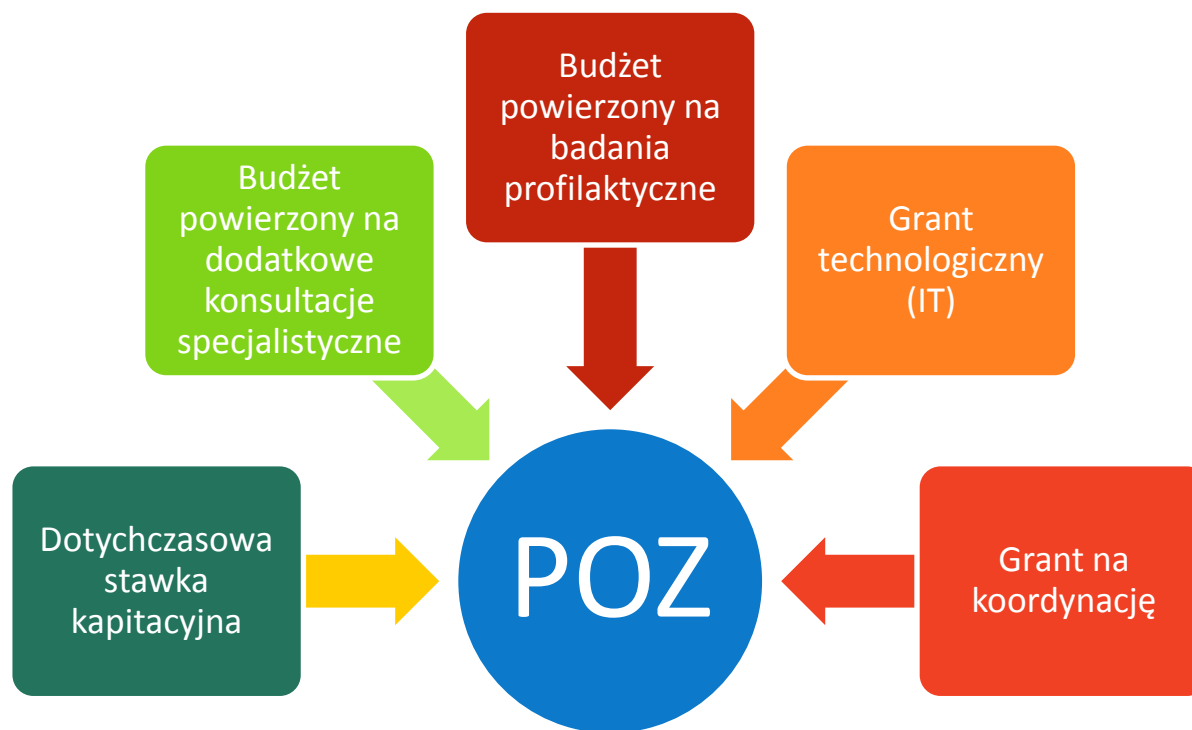 Budżet
powierzony na
badania
profilaktyczne
Budżet
powierzony na
dodatkowe
konsultacje
specjalistyczne
Grant
technologiczny
(IT)
Dotychczasowa
stawka
kapitacyjna
POZ
Grant na
koordynację